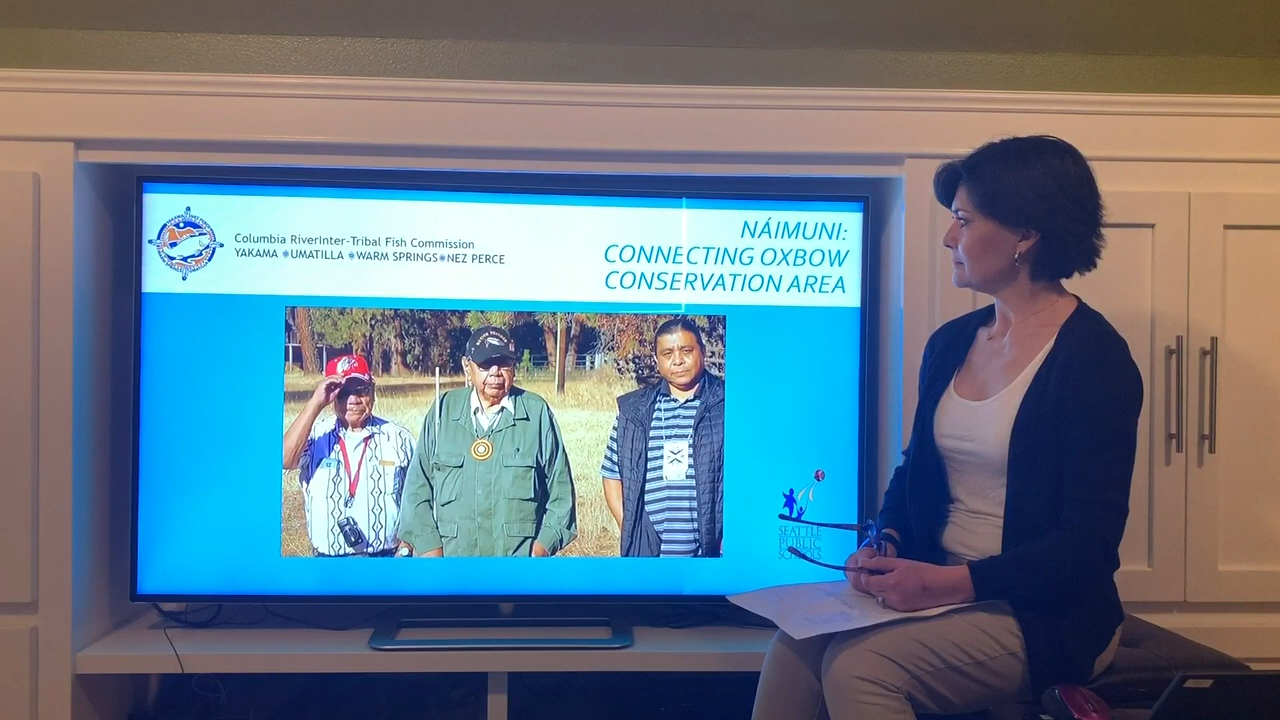 NÁIMUNI:
CONNECTING OXBOW
CONSERVATION AREA
Columbia RiverInter-Tribal Fish Commission
YAKAMA ✺UMATILLA ✺WARM SPRINGS✺NEZ PERCE
SEATTLE
PUBLIC
SCHOOLS